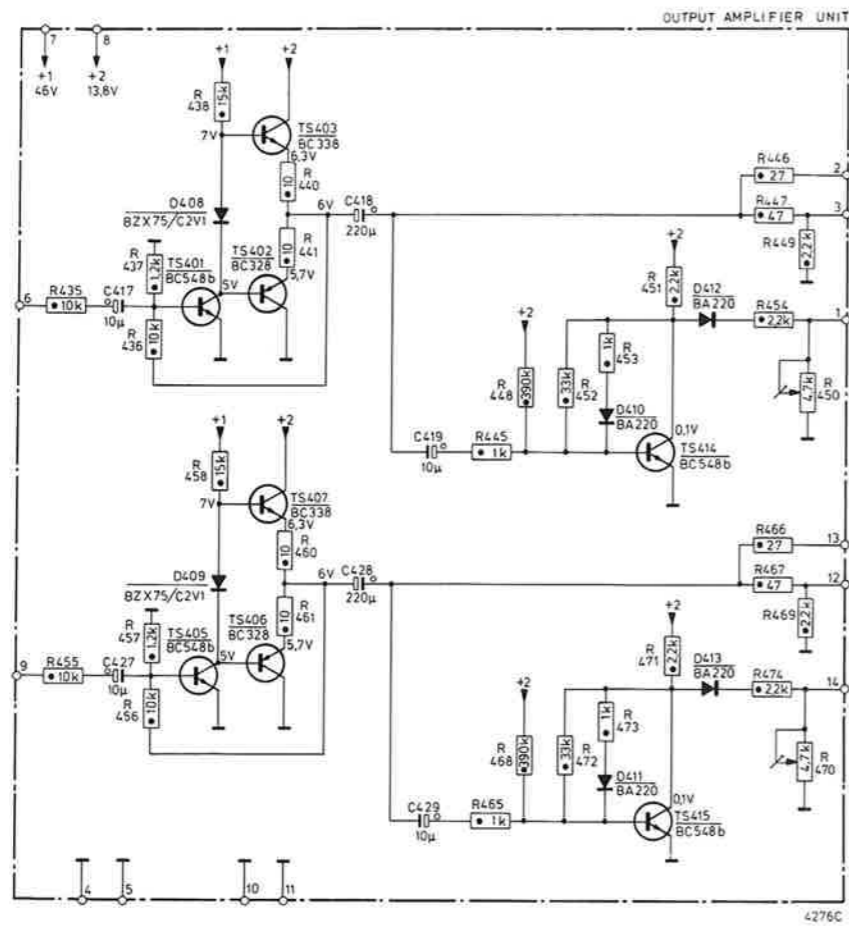 OUTPUT AMPLIFIER UNIT
7
8
+1
46V
+2
13,8V
+1
+2
R
438
15k
7V
TS403
BC338
6,3V
R
440
10
D408
BZX75/C2V1
6V
C418
220µ
R446
27
2
R447
47
3
R449
2,2k
R
441
10
TS402
BC328
5,7V
R
437
1,2k
TS401
BC548b
5V
6
R435
10k
C417
10µ
R
436
10k
+2
R
451
2,2k
D412
BA220
R454
2,2k
1
R
450
4,7k
+2
R
448
390k
33k
R
452
1k
R
453
D410
BA220
0,1V
TS414
BC548b
C419
10µ
R445
1k
+1
+2
R
458
15k
7V
TS407
BC338
6,3V
R
460
10
D409
BZX75/C2V1
6V
C428
220µ
R466
27
13
R467
47
12
R469
2,2k
R
461
10
TS406
BC328
5,7V
R
457
1,2k
TS405
BC548b
5V
9
R455
10k
C427
10µ
R
456
10k
+2
R
471
2,2k
D413
BA220
R474
22k
14
R
470
4,7k
+2
R
468
390k
33k
R
472
1k
R
473
D411
BA220
0,1V
TS415
BC548b
C429
10µ
R465
1k
4
5
10
11
4276C